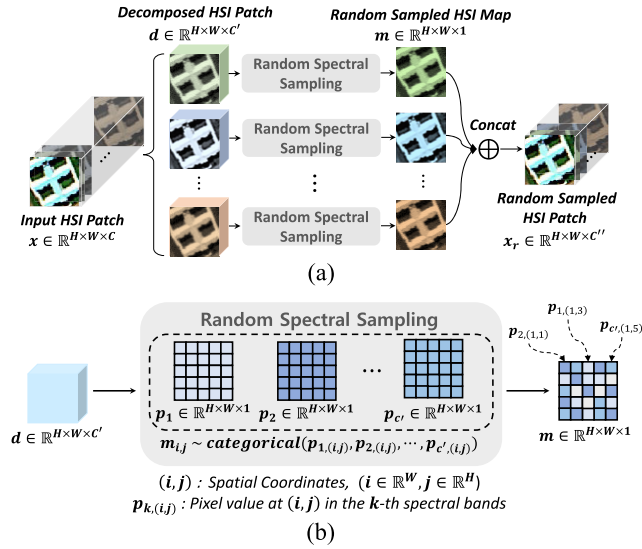 Decomposed HSI Patch
d ∈ ℝ^{H×W×C′}
Random Sampled HSI Map
m ∈ ℝ^{H×W×1}
Random Spectral
Sampling
Random Spectral
Sampling
Concat
Random Spectral
Sampling
Input HSI Patch
x ∈ ℝ^{H×W×C}
Random Sampled
HSI Patch
x_r ∈ ℝ^{H×W×C′′}
(a)
Random Spectral Sampling
p_{1,(1,3)}
p_{2,(1,1)}
p_{c′,(1,5)}
d ∈ ℝ^{H×W×C′}
p_1 ∈ ℝ^{H×W×1}
p_2 ∈ ℝ^{H×W×1}
p_{c′} ∈ ℝ^{H×W×1}
m ∈ ℝ^{H×W×1}
m_{i,j} ~ categorical(p_{1,(i,j)}, p_{2,(i,j)}, ⋯, p_{c′,(i,j)})
(i, j) : Spatial Coordinates, (i ∈ ℝ^W, j ∈ ℝ^H)
p_{k,(i,j)} : Pixel value at (i, j) in the k-th spectral bands
(b)